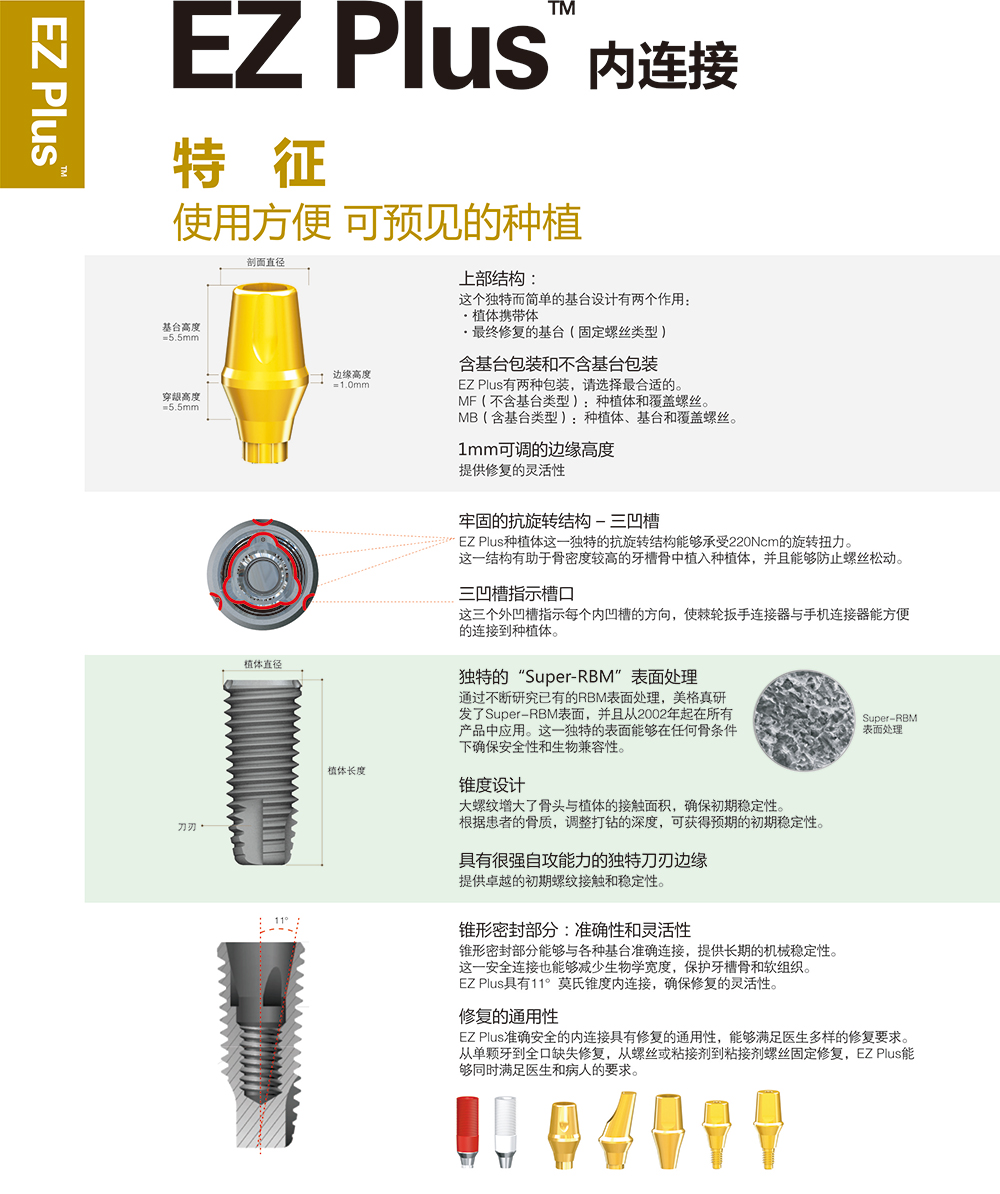 EZ Plus™
EZ Plus™ 内连接
特 征
使用方便 可预见的种植
剖面直径
基台高度
=5.5mm
边缘高度
=1.0mm
穿龈高度
=5.5mm
上部结构：
这个独特而简单的基台设计有两个作用：
·植体携带体
·最终修复的基台（固定螺丝类型）
含基台包装和不含基台包装
EZ Plus有两种包装，请选择最合适的。
MF（不含基台类型）；种植体和覆盖螺丝。
MB（含基台类型）；种植体、基台和覆盖螺丝。
1mm可调的边缘高度
提供修复的灵活性
牢固的抗旋转结构 – 三凹槽
EZ Plus种植体这一独特的抗旋转结构能够承受220Ncm的旋转扭力。
这一结构有助于骨密度较高的牙槽骨中植入种植体，并且能够防止螺丝松动。
三凹槽指示槽口
这三个外凹槽指示每个内凹槽的方向，使棘轮扳手连接器与手机连接器能方便
的连接到种植体。
植体直径
植体长度
刀刃
独特的“Super-RBM”表面处理
通过不断研究已有的RBM表面处理，美格真研
发了Super-RBM表面，并且从2002年起在所有
产品中应用。这一独特的表面能够在任何骨条件
下确保安全性和生物兼容性。
Super-RBM
表面处理
锥度设计
大螺纹增大了骨头与植体的接触面积，确保初期稳定性。
根据患者的骨质，调整打钻的深度，可获得预期的初期稳定性。
具有很强自攻能力的独特刀刃边缘
提供卓越的初期螺纹接触和稳定性。
11°
锥形密封部分：准确性和灵活性
锥形密封部分能够与各种基台准确连接，提供长期的机械稳定性。
这一安全连接也能够减少生物学宽度，保护牙槽骨和软组织。
EZ Plus具有11°莫氏锥度内连接，确保修复的灵活性。
修复的通用性
EZ Plus准确安全的内连接具有修复的通用性，能够满足医生多样的修复要求。
从单颗牙到全口缺失修复，从螺丝或粘接剂到粘接剂螺丝固定修复，EZ Plus能
够同时满足医生和病人的要求。